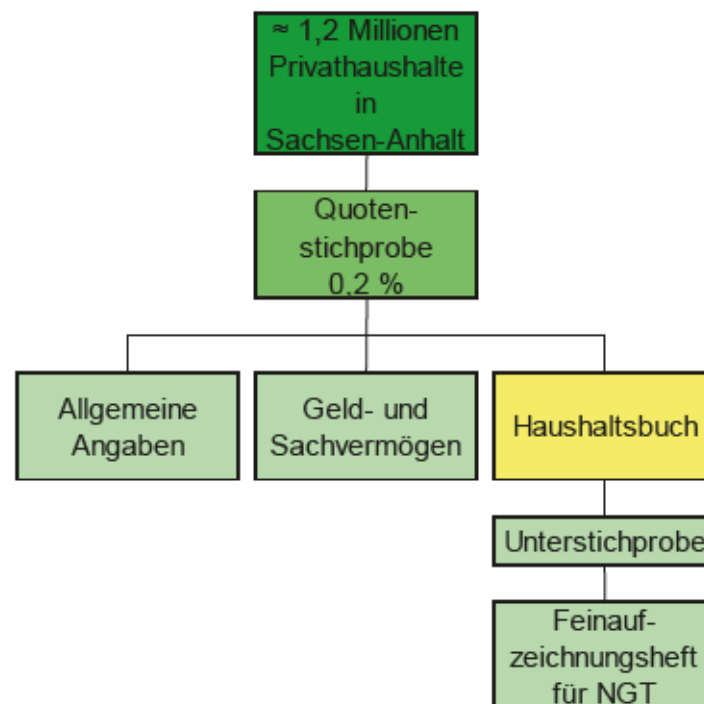 ≈ 1,2 Millionen
Privathaushalte
in
Sachsen-Anhalt
Quoten-
stichprobe
0,2 %
Allgemeine
Angaben
Geld- und
Sachvermögen
Haushaltsbuch
Unterstichprobe
Feinauf-
zeichnungsheft
für NGT